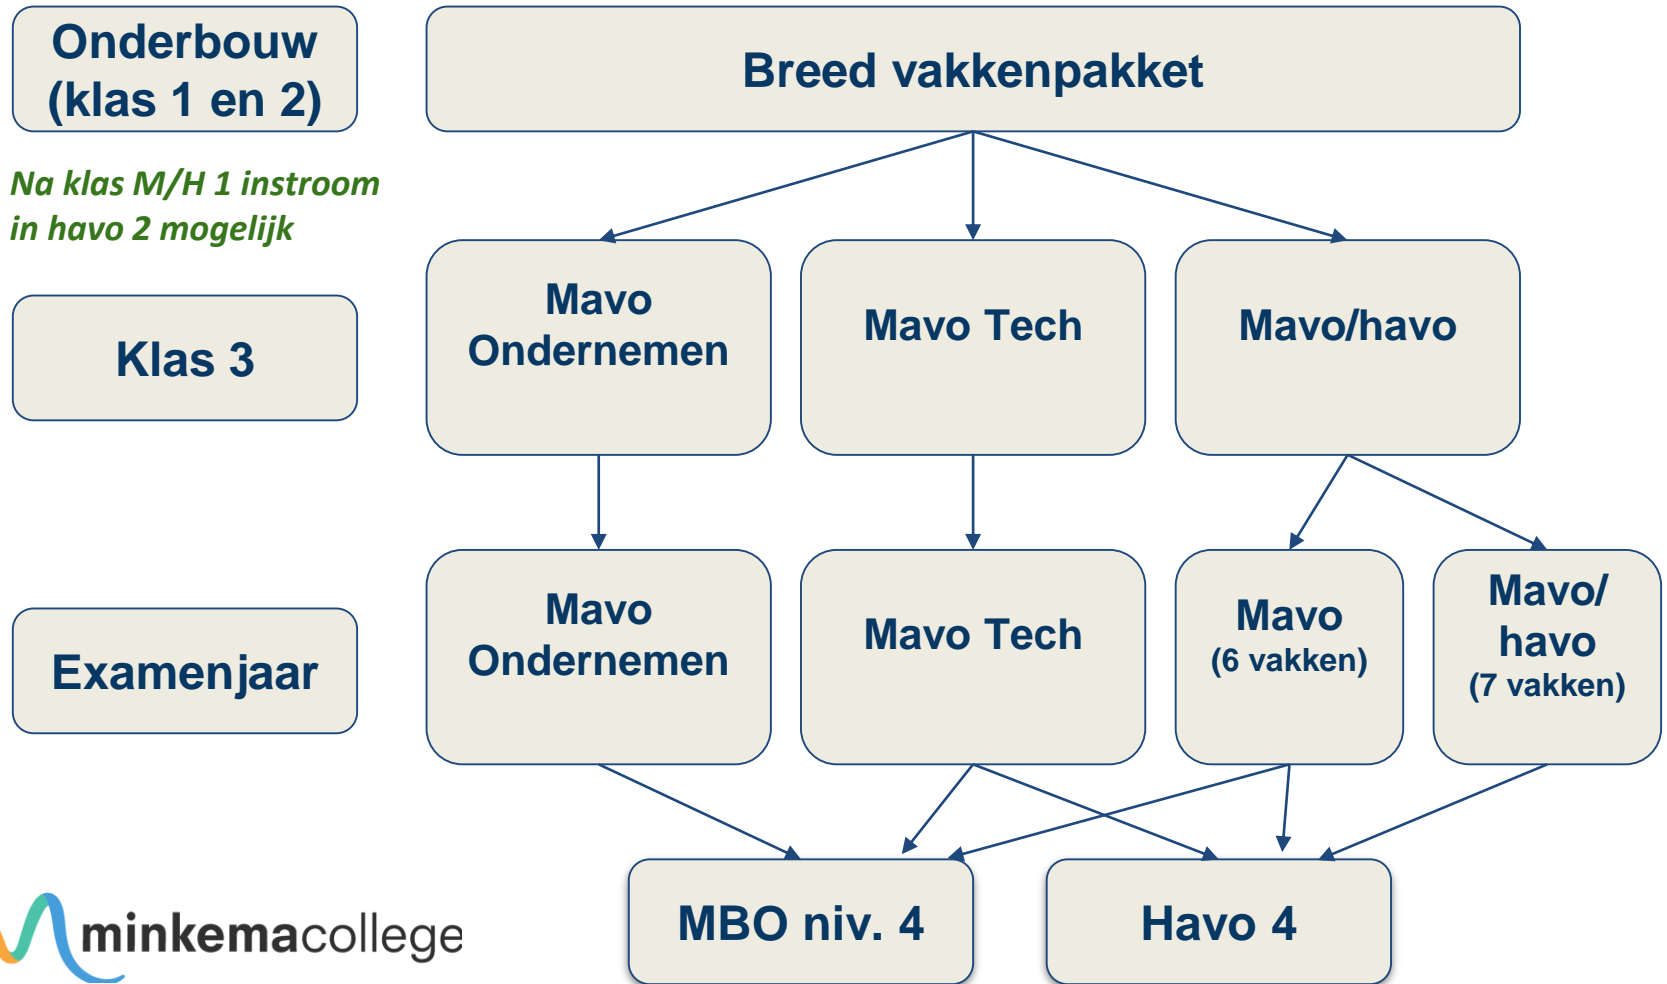 Onderbouw
(klas 1 en 2)
Breed vakkenpakket
Na klas M/H 1 instroom
in havo 2 mogelijk
Klas 3
Mavo
Ondernemen
Mavo Tech
Mavo/havo
Examenjaar
Mavo
Ondernemen
Mavo Tech
Mavo
(6 vakken)
Mavo/
havo
(7 vakken)
MBO niv. 4
Havo 4
minkemacollege